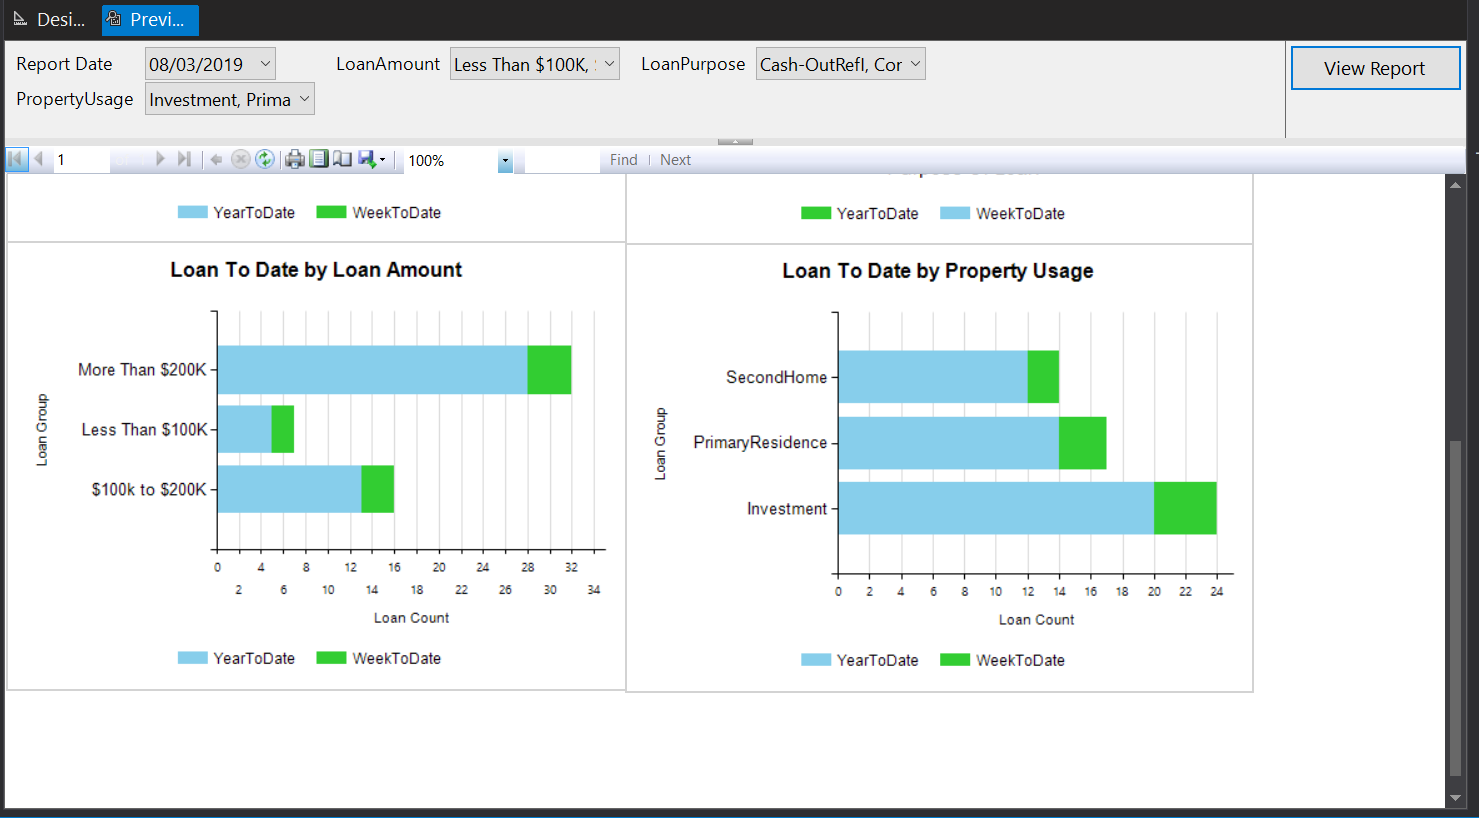 Desi...
Previ...
Report Date 08/03/2019 LoanAmount Less Than $100K, LoanPurpose Cash-OutRefI, Cor View Report
PropertyUsage Investment, Prima
1 100% Find Next
YearToDate WeekToDate
YearToDate WeekToDate
Loan To Date by Loan Amount
Loan Group
More Than $200K
Less Than $100K
$100k to $200K
0 4 8 12 16 20 24 28 32
2 6 10 14 18 22 26 30 34
Loan Count
YearToDate WeekToDate
Loan To Date by Property Usage
Loan Group
SecondHome
PrimaryResidence
Investment
0 2 4 6 8 10 12 14 16 18 20 22 24
Loan Count
YearToDate WeekToDate